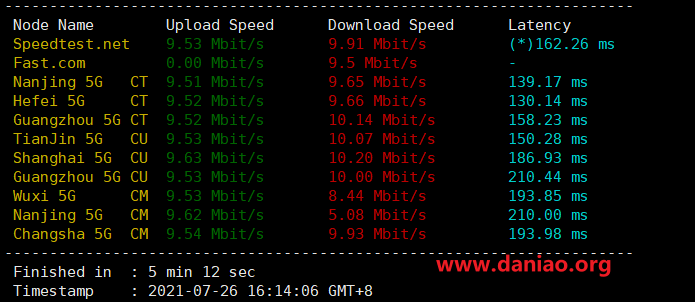 ----------------------------------------------------------------------
Node Name Upload Speed Download Speed Latency
Speedtest.net 9.53 Mbit/s 9.91 Mbit/s (*)162.26 ms
Fast.com 0.00 Mbit/s 9.5 Mbit/s -
Nanjing 5G CT 9.51 Mbit/s 9.65 Mbit/s 139.17 ms
Hefei 5G CT 9.52 Mbit/s 9.66 Mbit/s 130.14 ms
Guangzhou 5G CT 9.52 Mbit/s 10.14 Mbit/s 158.23 ms
TianJin 5G CU 9.53 Mbit/s 10.07 Mbit/s 150.28 ms
Shanghai 5G CU 9.63 Mbit/s 10.20 Mbit/s 186.93 ms
Guangzhou 5G CU 9.53 Mbit/s 10.00 Mbit/s 210.44 ms
Wuxi 5G CM 9.53 Mbit/s 8.44 Mbit/s 193.85 ms
Nanjing 5G CM 9.62 Mbit/s 5.08 Mbit/s 210.00 ms
Changsha 5G CM 9.54 Mbit/s 9.93 Mbit/s 193.98 ms
----------------------------------------------------------------------
www.daniao.org
Finished in : 5 min 12 sec
Timestamp : 2021-07-26 16:14:06 GMT+8